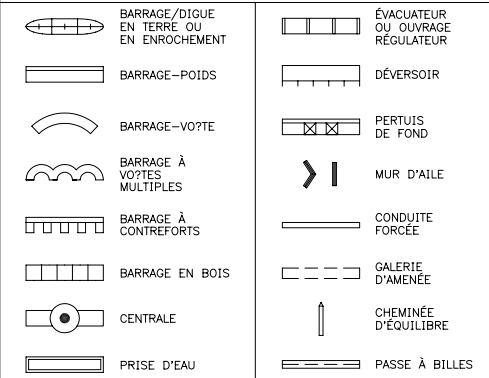 BARRAGE/DIGUE
EN TERRE OU
EN ENROCHEMENT
BARRAGE-POIDS
BARRAGE-VO?TE
BARRAGE À
VO?TES
MULTIPLES
BARRAGE À
CONTREFORTS
BARRAGE EN BOIS
CENTRALE
PRISE D'EAU
ÉVACUATEUR
OU OUVRAGE
RÉGULATEUR
DÉVERSOIR
PERTUIS
DE FOND
MUR D'AILE
CONDUITE
FORCÉE
GALERIE
D'AMENÉE
CHEMINÉE
D'ÉQUILIBRE
PASSE À BILLES